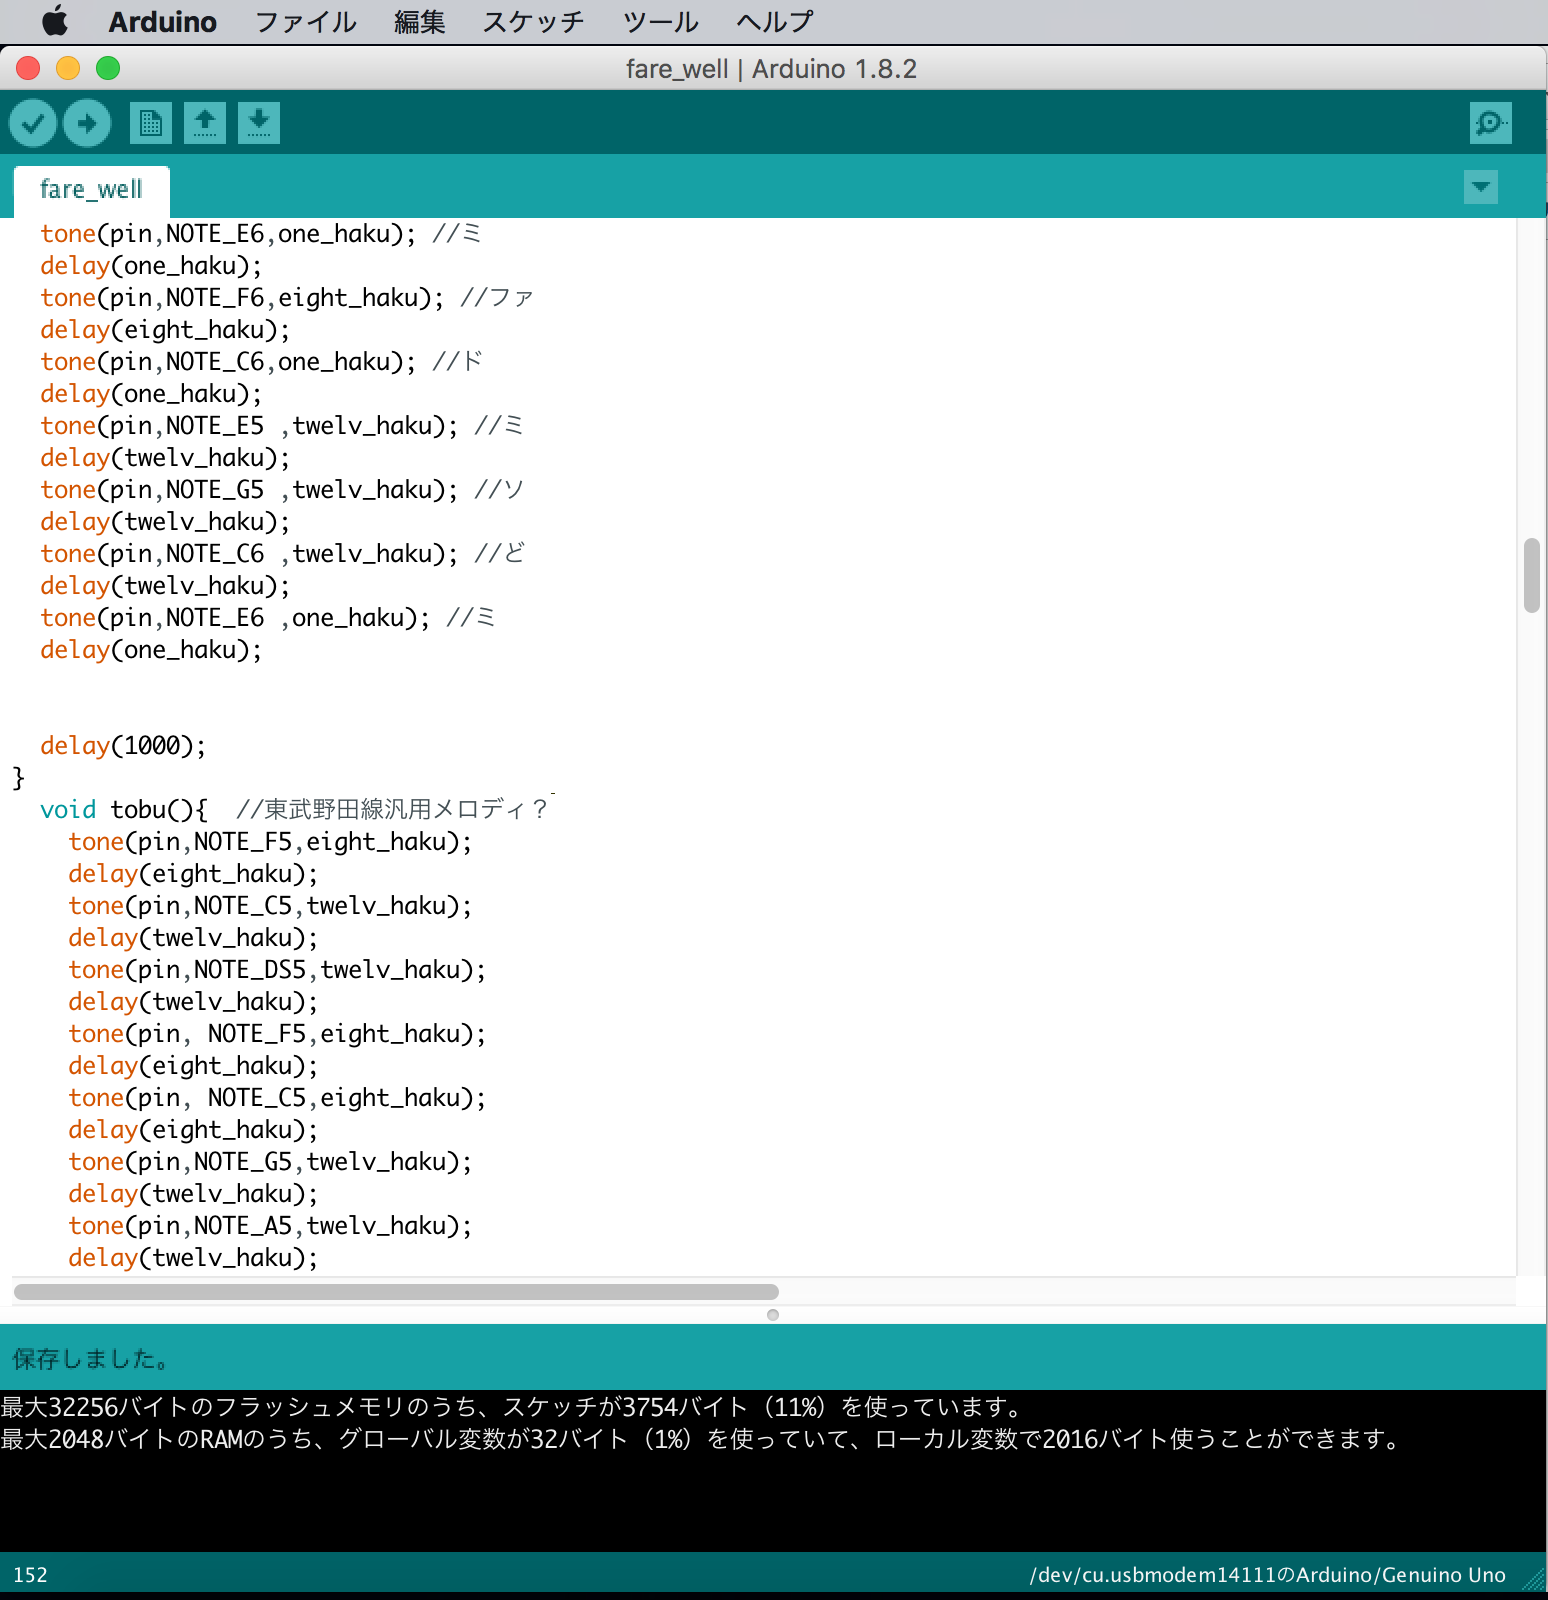 Arduino ファイル 編集 スケッチ ツール ヘルプ
fare_well | Arduino 1.8.2
fare_well
tone(pin,NOTE_E6,one_haku); //ミ
delay(one_haku);
tone(pin,NOTE_F6,eight_haku); //ファ
delay(eight_haku);
tone(pin,NOTE_C6,one_haku); //ド
delay(one_haku);
tone(pin,NOTE_E5 ,twelv_haku); //ミ
delay(twelv_haku);
tone(pin,NOTE_G5 ,twelv_haku); //ソ
delay(twelv_haku);
tone(pin,NOTE_C6 ,twelv_haku); //ど
delay(twelv_haku);
tone(pin,NOTE_E6 ,one_haku); //ミ
delay(one_haku);
delay(1000);
}
void tobu(){  //東武野田線汎用メロディ？
tone(pin,NOTE_F5,eight_haku);
delay(eight_haku);
tone(pin,NOTE_C5,twelv_haku);
delay(twelv_haku);
tone(pin,NOTE_DS5,twelv_haku);
delay(twelv_haku);
tone(pin, NOTE_F5,eight_haku);
delay(eight_haku);
tone(pin, NOTE_C5,eight_haku);
delay(eight_haku);
tone(pin,NOTE_G5,twelv_haku);
delay(twelv_haku);
tone(pin,NOTE_A5,twelv_haku);
delay(twelv_haku);
保存しました。
最大32256バイトのフラッシュメモリのうち、スケッチが3754バイト（11%）を使っています。
最大2048バイトのRAMのうち、グローバル変数が32バイト（1%）を使っていて、ローカル変数で2016バイト使うことができます。
152 /dev/cu.usbmodem14111のArduino/Genuino Uno